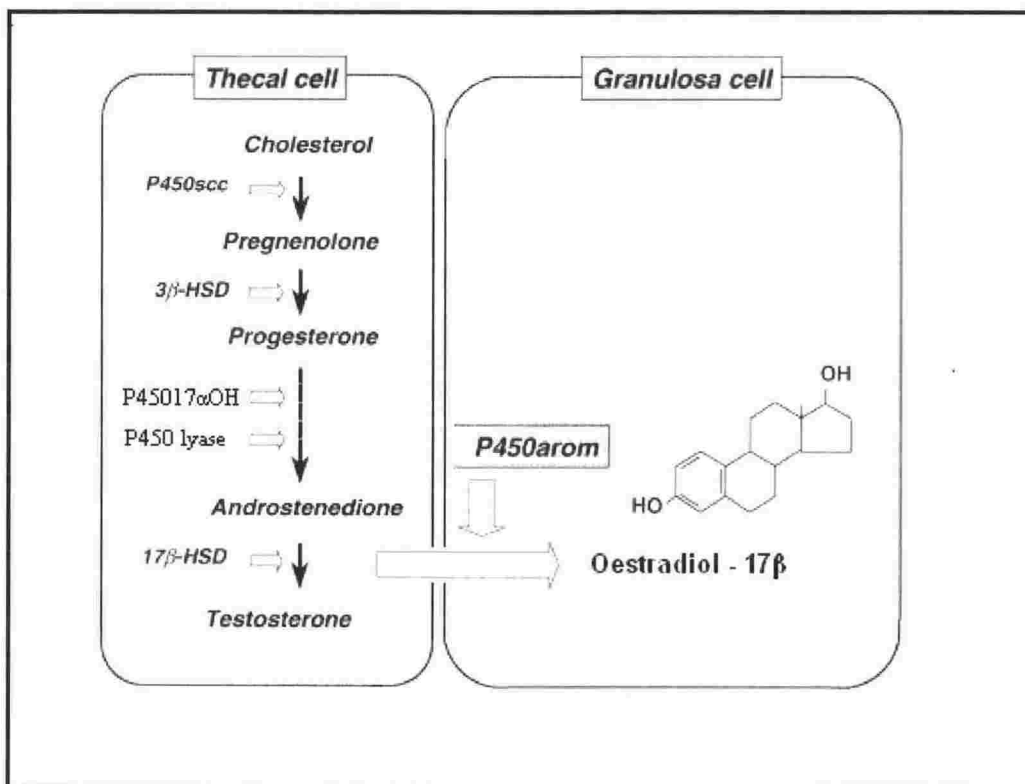 Thecal cell
Granulosa cell
Cholesterol
P450scc
Pregnenolone
3β-HSD
Progesterone
P45017αOH
P450 lyase
P450arom
OH
HO
Androstenedione
17β-HSD
Oestradiol - 17β
Testosterone